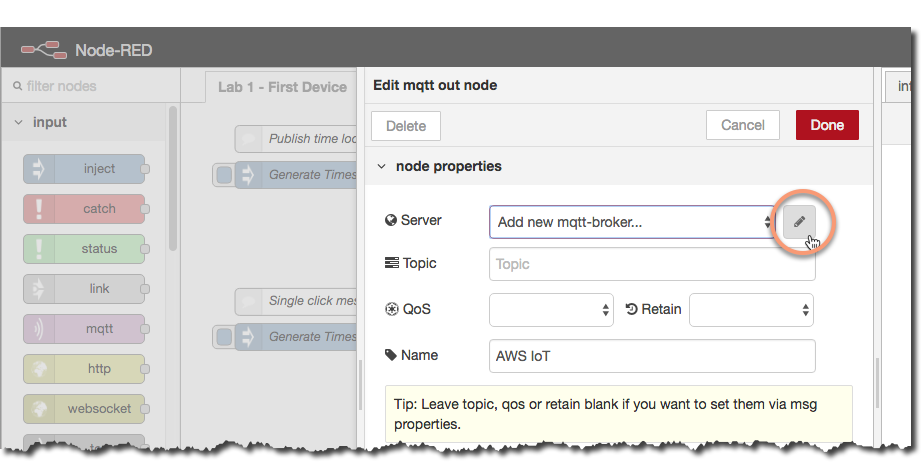 Node-RED
filter nodes
Lab 1 - First Device
Edit mqtt out node
Delete
Cancel
Done
input
node properties
inject
catch
status
link
mqtt
http
websocket
Publish time loc
Generate Times
Single click mes
Generate Times
Server
Add new mqtt-broker...
Topic
Topic
QoS
Retain
Name
AWS IoT
Tip: Leave topic, qos or retain blank if you want to set them via msg
properties.